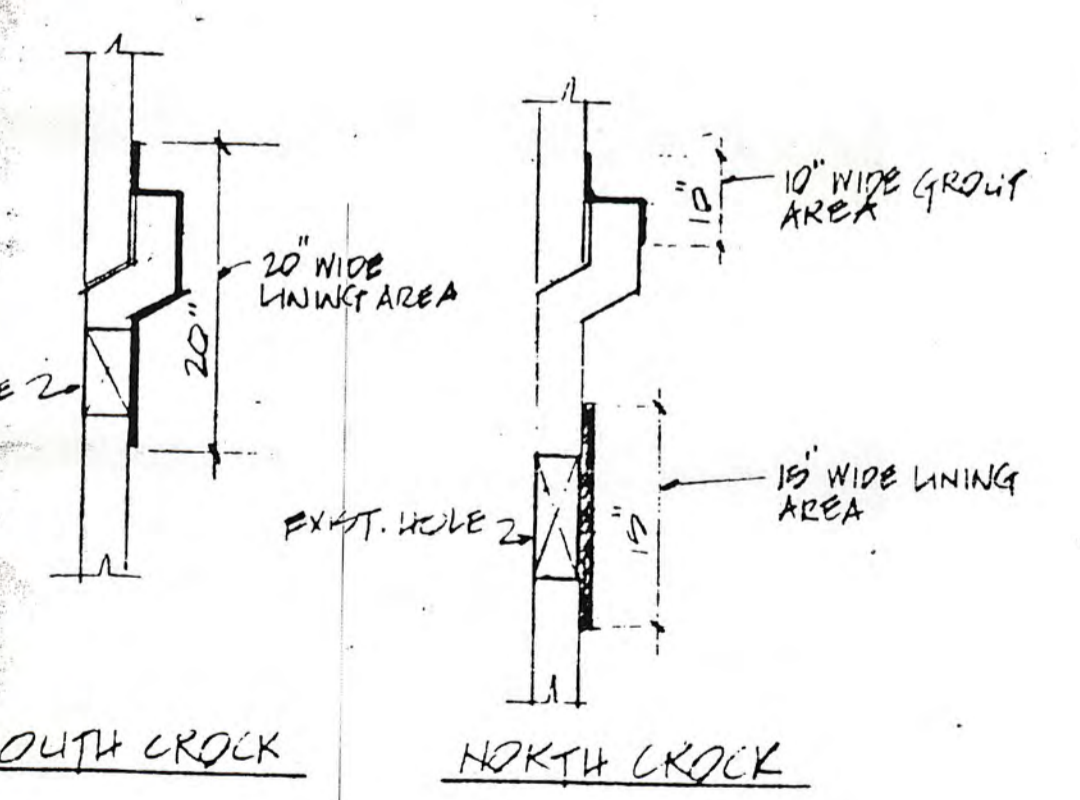 20" WIDE
LINING AREA
20"
E 2
OUTH CROCK
10" WIDE GROUT
AREA
10"
15" WIDE LINING
AREA
15"
EXIST. HOLE 2
NORTH CROCK